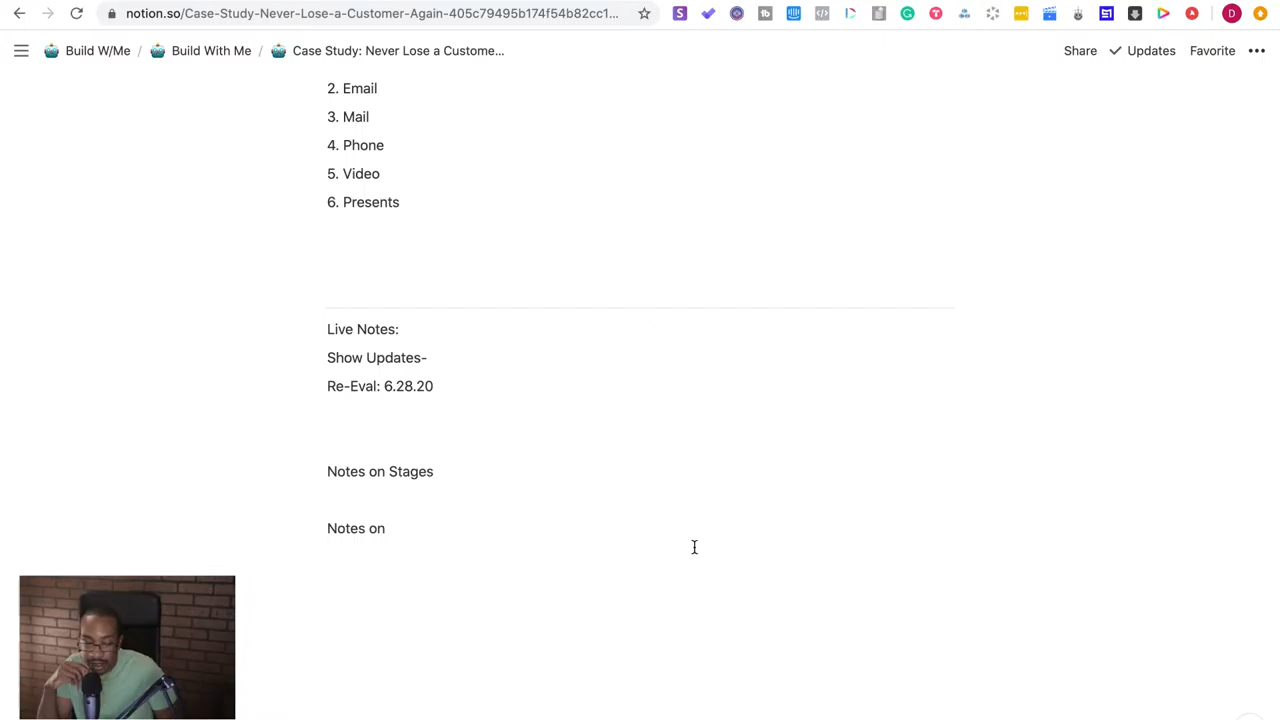 notion.so/Case-Study-Never-Lose-a-Customer-Again-405c79495b174f54b82cc1...
Build W/Me / Build With Me / Case Study: Never Lose a Custome...
Share Updates Favorite
2. Email
3. Mail
4. Phone
5. Video
6. Presents
Live Notes:
Show Updates-
Re-Eval: 6.28.20
Notes on Stages
Notes on